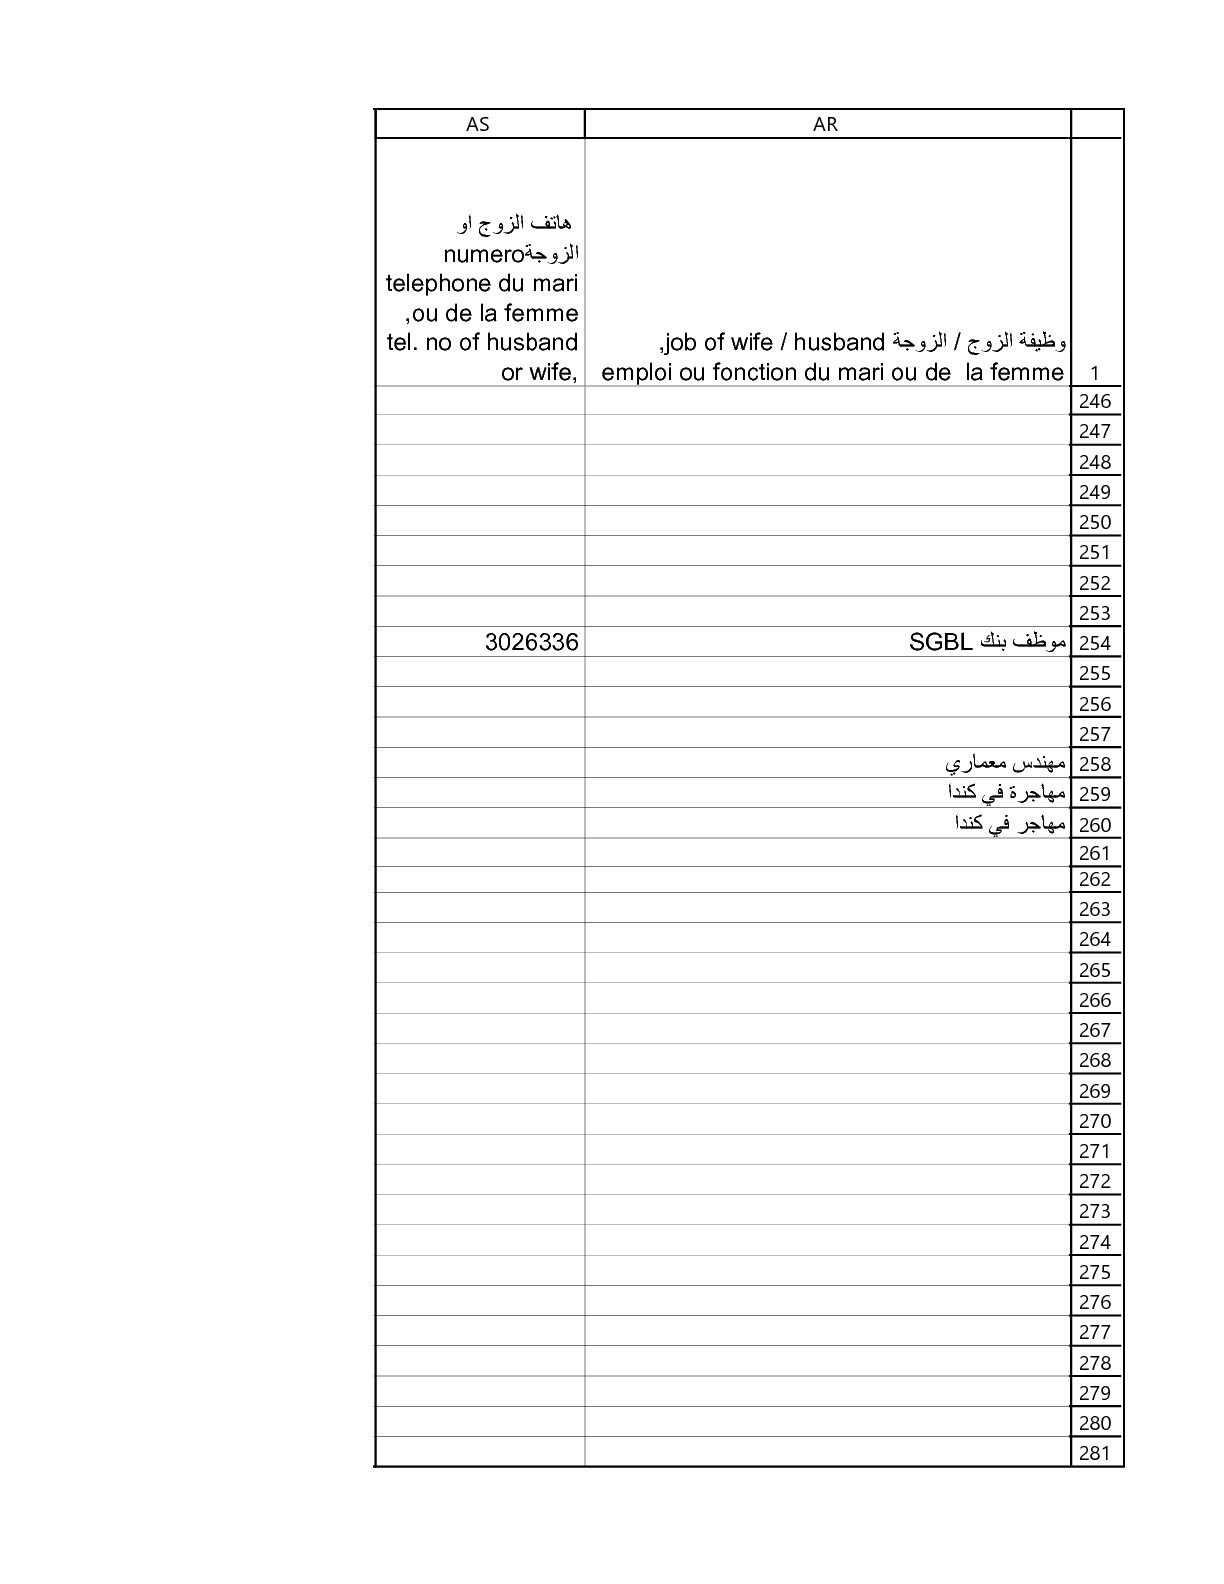 AR AS
وظيفة الزوج / الزوجة job of wife / husband,
emploi ou fonction du mari ou de la femme
هاتف الزوج او
الزوجةnumero
telephone du mari
ou de la femme,
tel. no of husband
or wife,
1
246
247
248
249
250
251
252
253
254 موظف بنك SGBL 3026336
255
256
257
258 مهندس معماري
259 مهاجرة في كندا
260 مهاجر في كندا
261
262
263
264
265
266
267
268
269
270
271
272
273
274
275
276
277
278
279
280
281